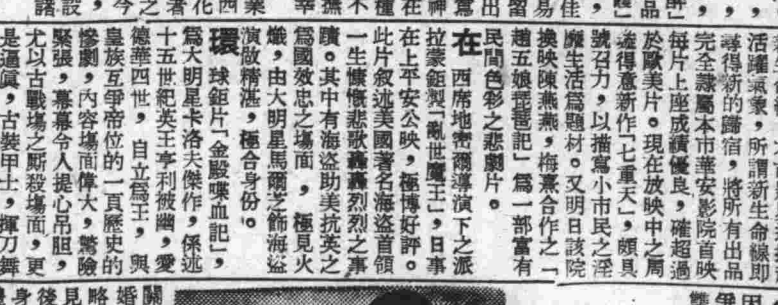 活躍氣象，所謂新生命線即
尋得新的歸宿，將所有出品
完全隸屬本市華安影院首映
每片上座成績優良，確超過
於歐美片。現在放映中之周
璇得意新作「七重天」，頗具
號召力，以描寫小市民之淫
靡生活爲題材。又明日該院
換映陳燕燕，梅熹合作之「
趙五娘琵琶記」爲一部富有
民間色彩之悲劇片。
在　西席地密爾導演下之派
拉蒙鉅製「亂世魔王」，日事
在上平安公映，極博好評。
此片叙述美國著名海盜首領
一生慷慨悲歌轟轟烈烈之事
蹟。其中有海盜助美抗英之
爲國效忠之塲面，極見火
熾，由大明星馬爾之飾海盜
演做精湛，極合身份。
環　球鉅片「金殿喋血記」，
爲大明星卡洛夫傑作，係述
十五世紀英王亨利被幽，愛
德華四世，自立爲王，與
皇族互爭帝位的一頁歷史的
慘劇，內容塲面偉大，驚險
緊張，幕幕令人提心吊胆，
尤以古戰塲之厮殺塲面，更
是逼眞，古裝甲士，揮刀舞